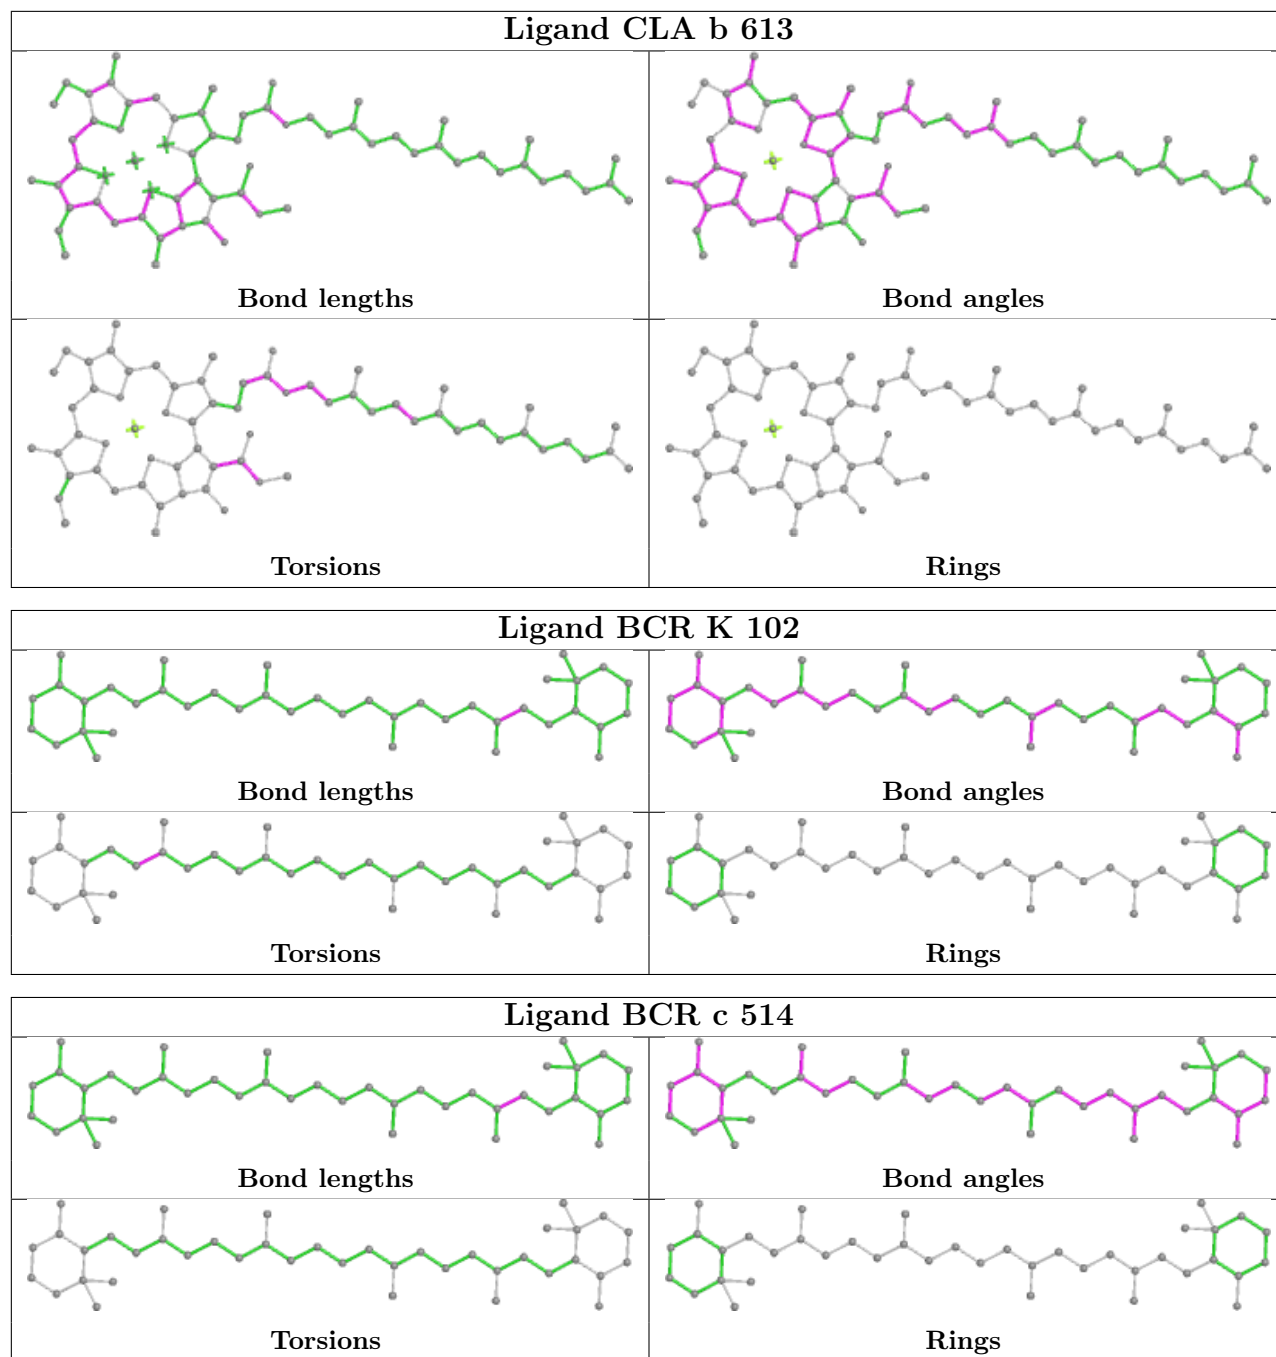 Ligand CLA b 613
Bond lengths
Bond angles
Torsions
Rings
Ligand BCR K 102
Bond lengths
Bond angles
Torsions
Rings
Ligand BCR c 514
Bond lengths
Bond angles
Torsions
Rings